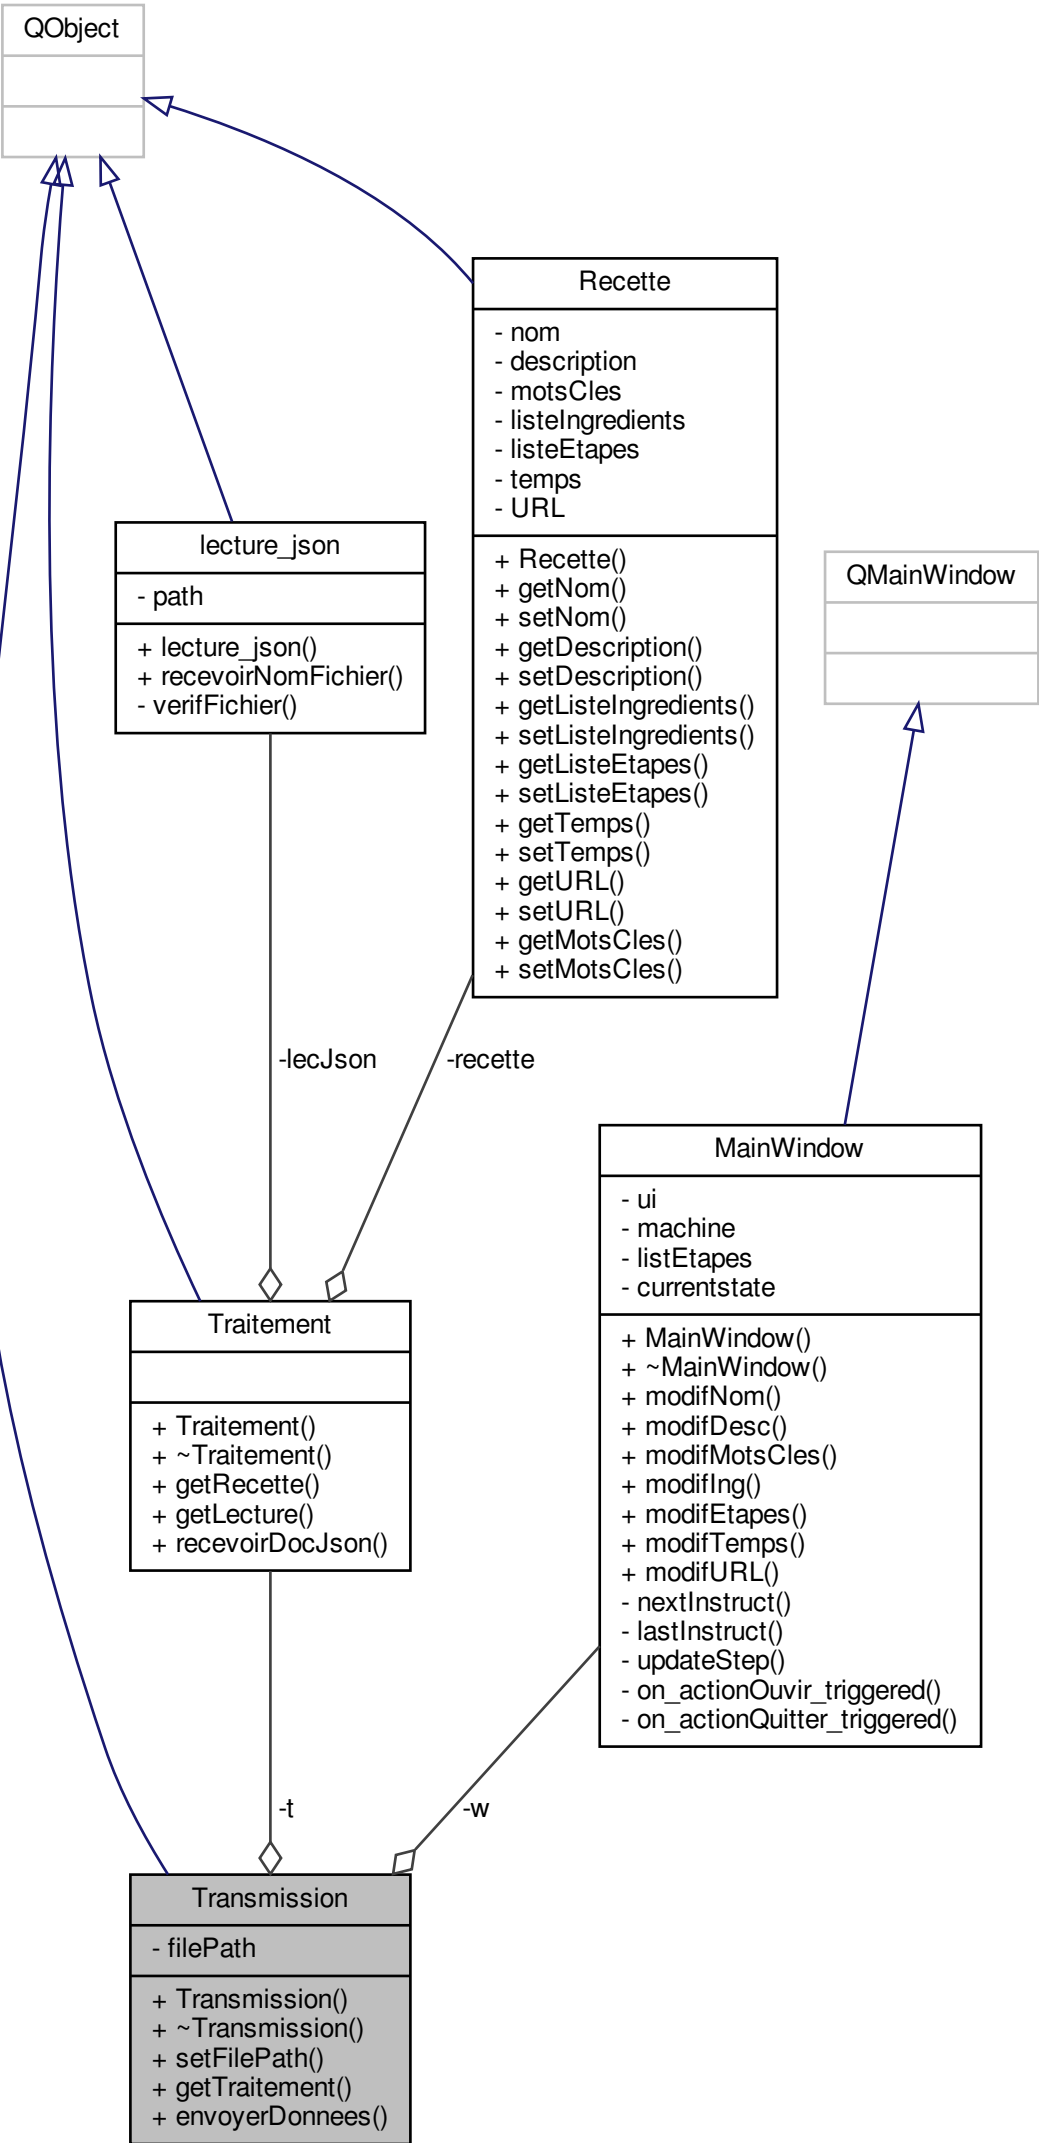 QObject
Recette
- nom
- description
- motsCles
- listeIngredients
- listeEtapes
- temps
- URL
+ Recette()
+ getNom()
+ setNom()
+ getDescription()
+ setDescription()
+ getListeIngredients()
+ setListeIngredients()
+ getListeEtapes()
+ setListeEtapes()
+ getTemps()
+ setTemps()
+ getURL()
+ setURL()
+ getMotsCles()
+ setMotsCles()
lecture_json
- path
+ lecture_json()
+ recevoirNomFichier()
- verifFichier()
QMainWindow
-lecJson
-recette
MainWindow
- ui
- machine
- listEtapes
- currentstate
+ MainWindow()
+ ~MainWindow()
+ modifNom()
+ modifDesc()
+ modifMotsCles()
+ modifIng()
+ modifEtapes()
+ modifTemps()
+ modifURL()
- nextInstruct()
- lastInstruct()
- updateStep()
- on_actionOuvir_triggered()
- on_actionQuitter_triggered()
Traitement
+ Traitement()
+ ~Traitement()
+ getRecette()
+ getLecture()
+ recevoirDocJson()
-t
-w
Transmission
- filePath
+ Transmission()
+ ~Transmission()
+ setFilePath()
+ getTraitement()
+ envoyerDonnees()